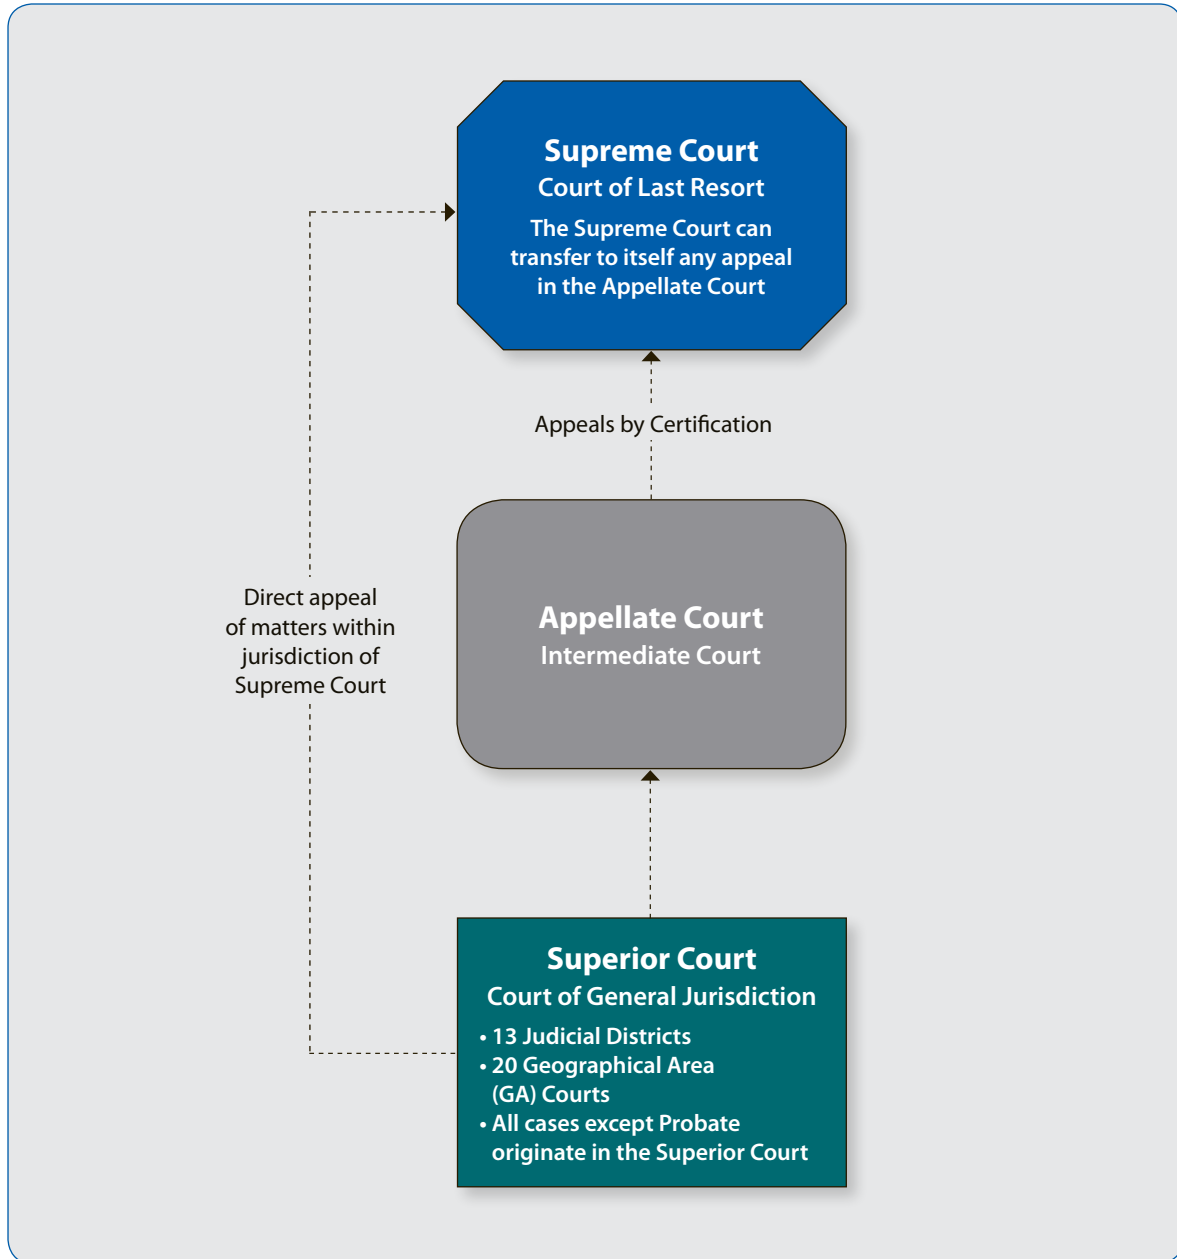 Supreme Court
Court of Last Resort
The Supreme Court can
transfer to itself any appeal
in the Appellate Court
Appeals by Certification
Direct appeal
of matters within
jurisdiction of
Supreme Court
Appellate Court
Intermediate Court
Superior Court
Court of General Jurisdiction
• 13 Judicial Districts
• 20 Geographical Area
(GA) Courts
• All cases except Probate
originate in the Superior Court